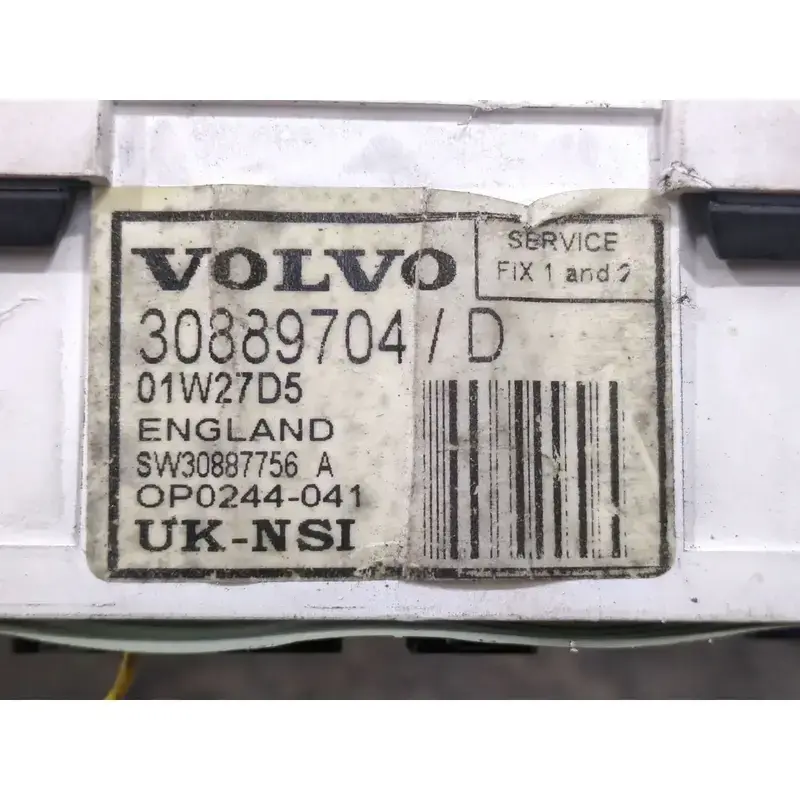 VOLVO
SERVICE
FIX 1 and 2
30889704 / D
01W27D5
ENGLAND
SW30887756 A
OP0244-041
UK-NSI